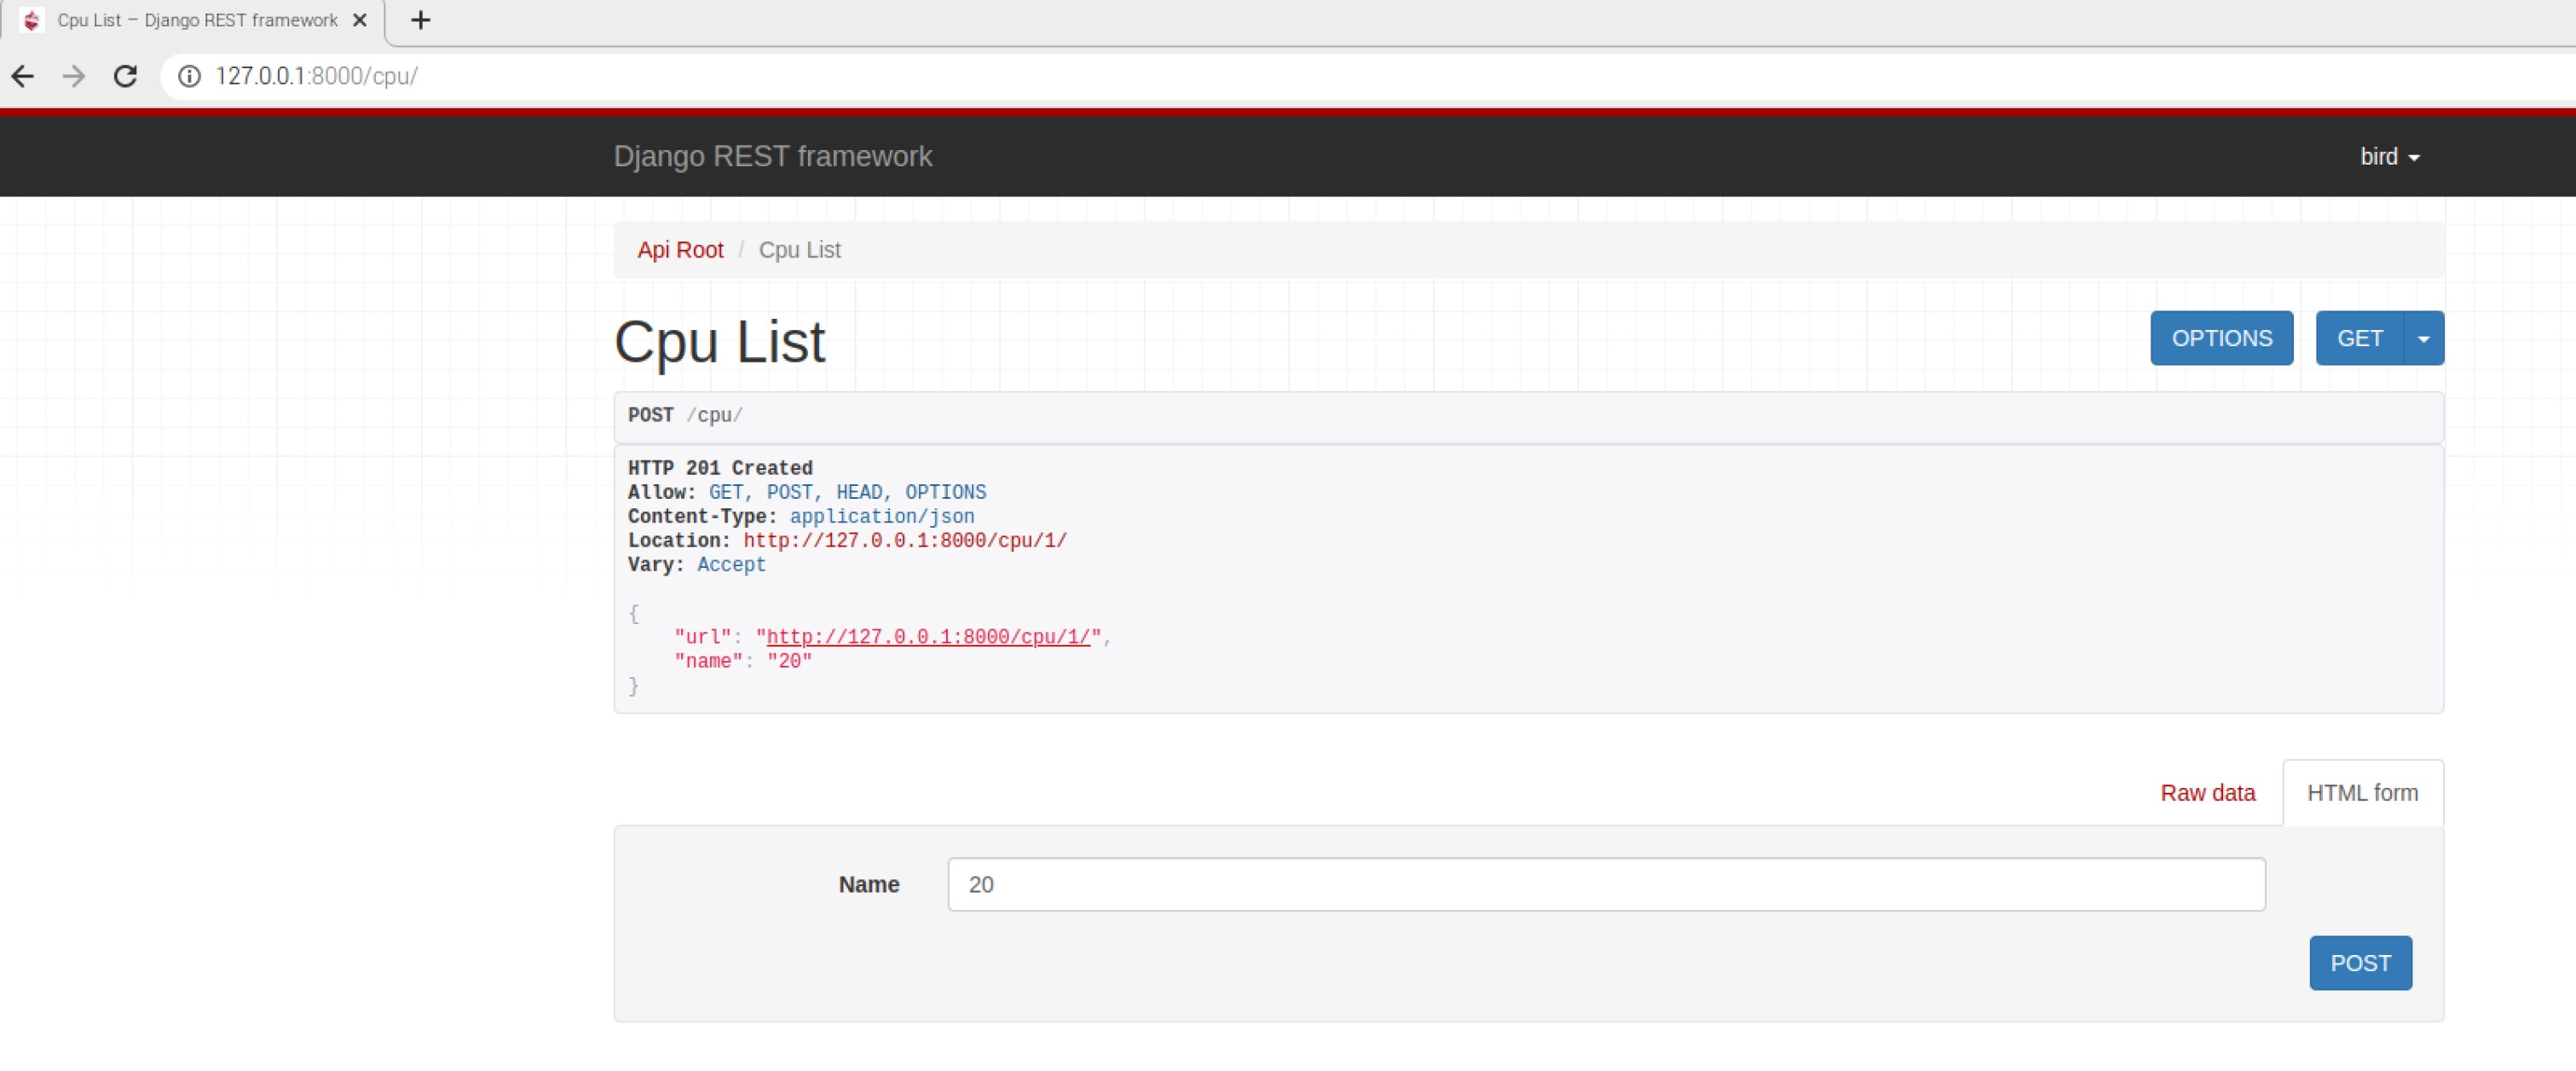 Cpu List – Django REST framework
127.0.0.1:8000/cpu/
Django REST framework
bird
Api Root / Cpu List
Cpu List
OPTIONS
GET
POST /cpu/
HTTP 201 Created
Allow: GET, POST, HEAD, OPTIONS
Content-Type: application/json
Location: http://127.0.0.1:8000/cpu/1/
Vary: Accept
{
"url": "http://127.0.0.1:8000/cpu/1/",
"name": "20"
}
Raw data
HTML form
Name
20
POST